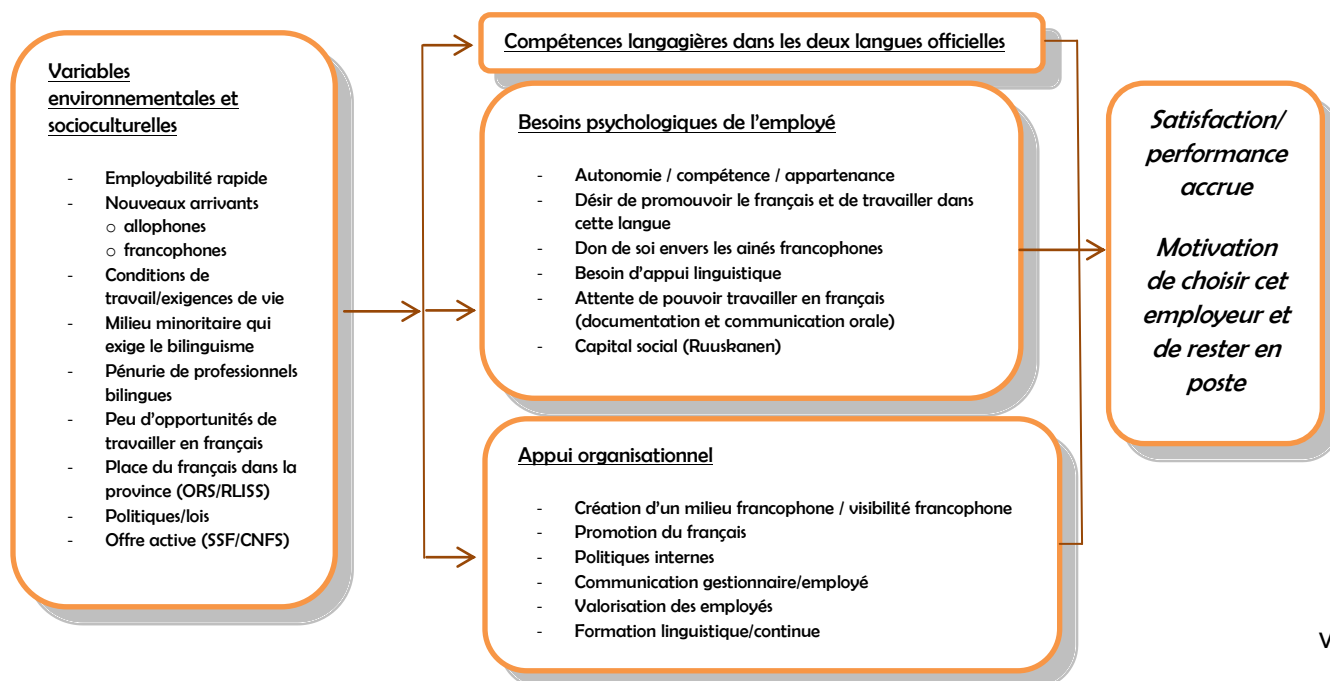 Variables
environnementales et
socioculturelles
- Employabilité rapide
- Nouveaux arrivants
o allophones
o francophones
- Conditions de
travail/exigences de vie
- Milieu minoritaire qui
exige le bilinguisme
- Pénurie de professionnels
bilingues
- Peu d'opportunités de
travailler en français
- Place du français dans la
province (ORS/RLISS)
- Politiques/lois
- Offre active (SSF/CNFS)
Compétences langagières dans les deux langues officielles
Besoins psychologiques de l'employé
- Autonomie / compétence / appartenance
- Désir de promouvoir le français et de travailler dans
cette langue
- Don de soi envers les ainés francophones
- Besoin d'appui linguistique
- Attente de pouvoir travailler en français
(documentation et communication orale)
- Capital social (Ruuskanen)
Appui organisationnel
- Création d'un milieu francophone / visibilité francophone
- Promotion du français
- Politiques internes
- Communication gestionnaire/employé
- Valorisation des employés
- Formation linguistique/continue
Satisfaction/
performance
accrue
Motivation
de choisir cet
employeur et
de rester en
poste
V